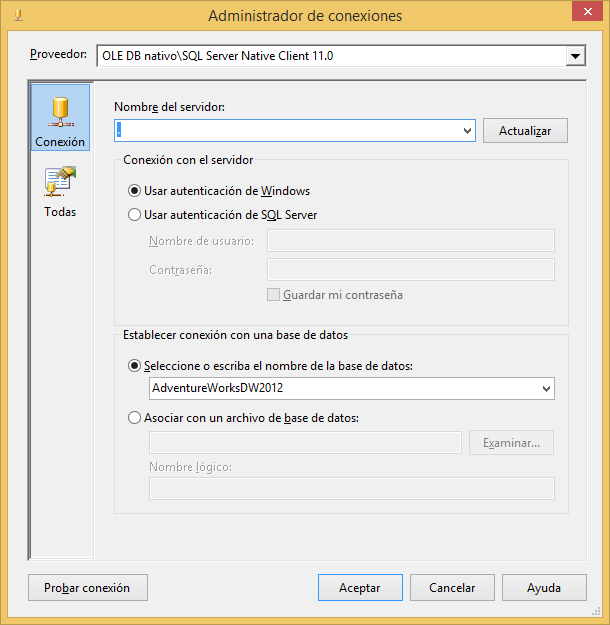 Administrador de conexiones
Proveedor: OLE DB nativo\SQL Server Native Client 11.0
Conexión
Todas
Nombre del servidor:
. Actualizar
Conexión con el servidor
Usar autenticación de Windows
Usar autenticación de SQL Server
Nombre de usuario:
Contraseña:
Guardar mi contraseña
Establecer conexión con una base de datos
Seleccione o escriba el nombre de la base de datos:
AdventureWorksDW2012
Asociar con un archivo de base de datos:
Examinar...
Nombre lógico:
Probar conexión Aceptar Cancelar Ayuda